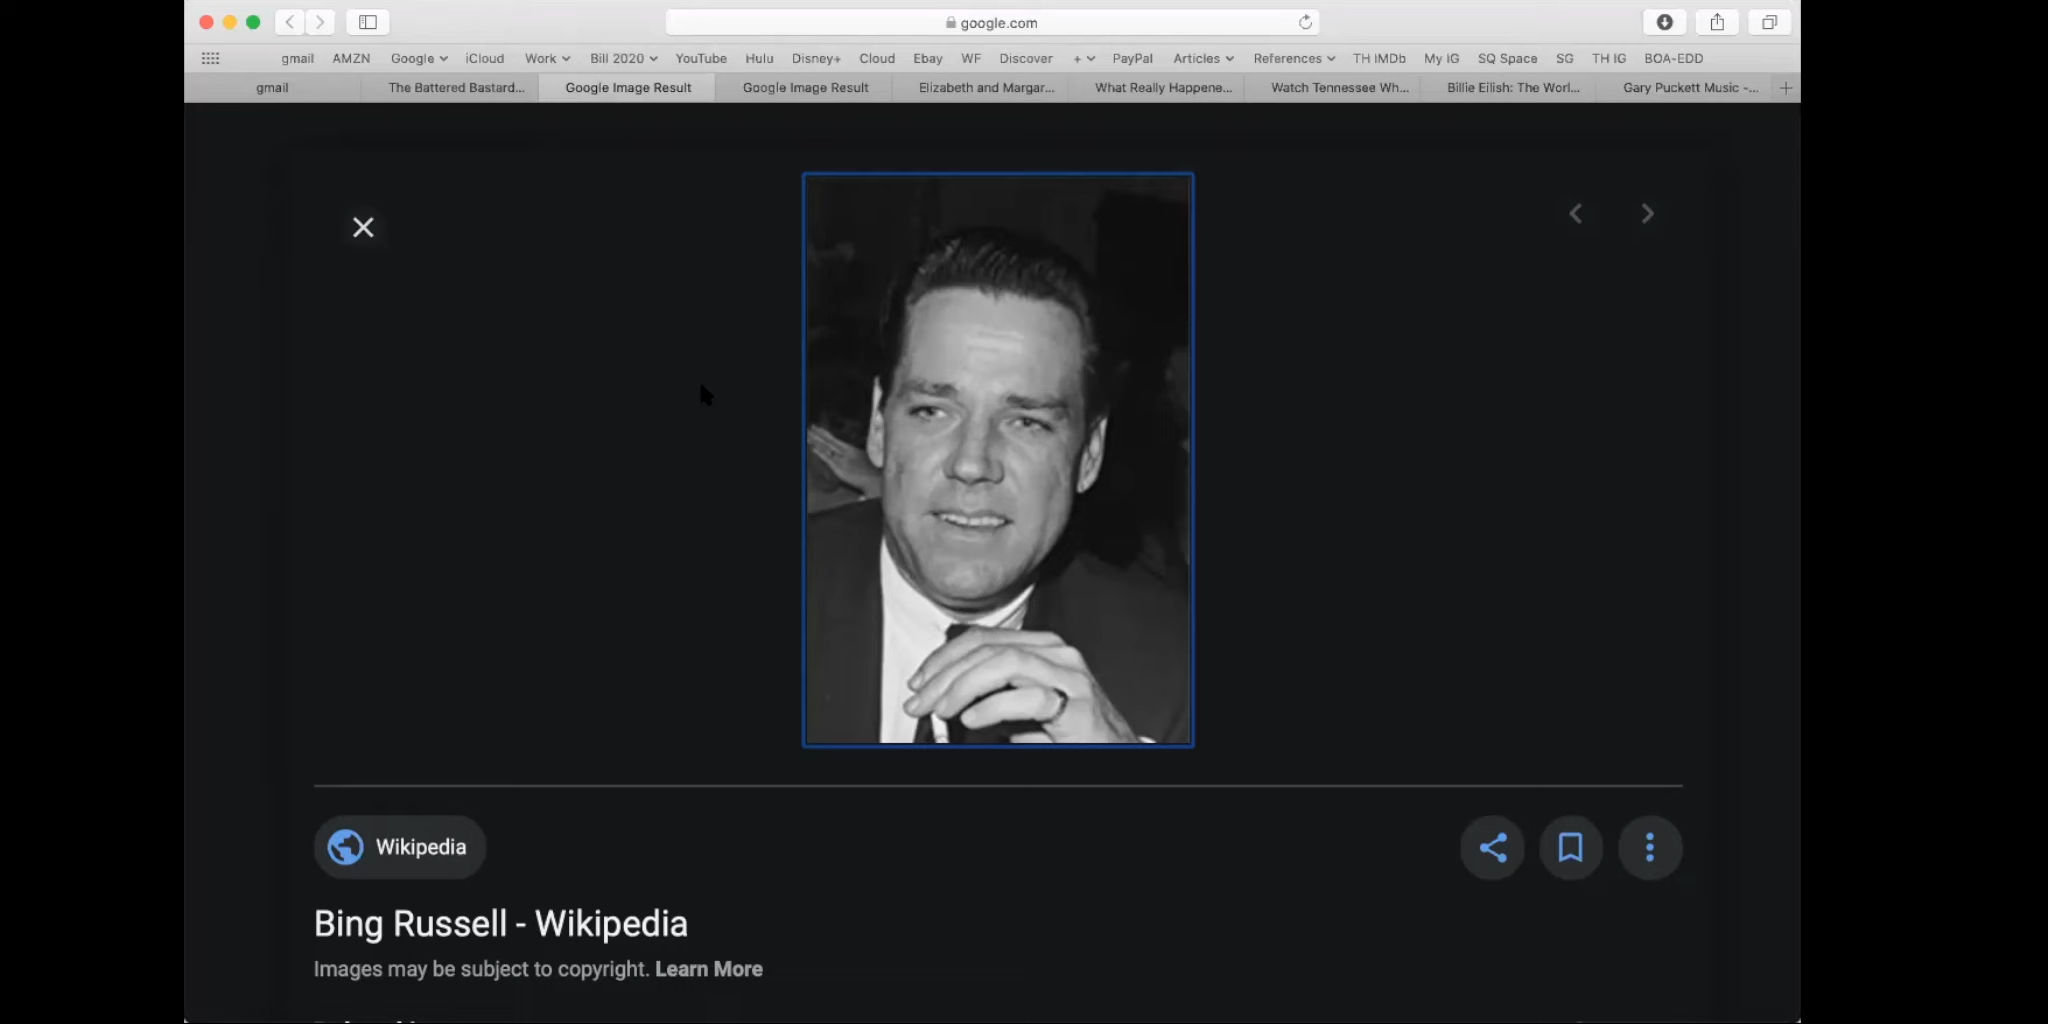 google.com
gmail AMZN Google iCloud Work Bill 2020 YouTube Hulu Disney+ Cloud Ebay WF Discover + PayPal Articles References TH IMDb My IG SQ Space SG TH IG BOA-EDD
gmail The Battered Bastard... Google Image Result Google Image Result Elizabeth and Margar... What Really Happene... Watch Tennessee Wh... Billie Eilish: The Worl... Gary Puckett Music -...
Wikipedia
Bing Russell - Wikipedia
Images may be subject to copyright. Learn More